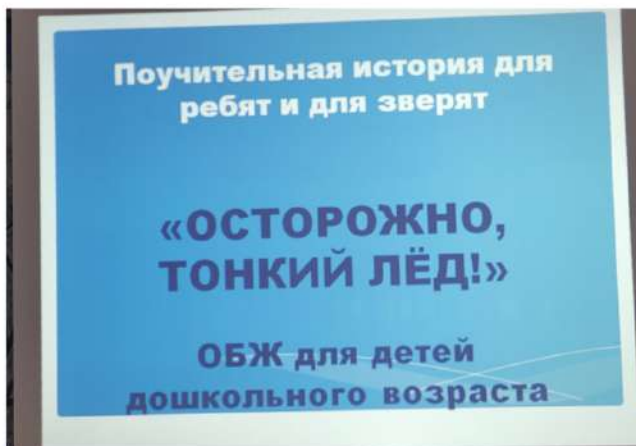 Поучительная история для
ребят и для зверят
«ОСТОРОЖНО,
ТОНКИЙ ЛЁД!»
ОБЖ для детей
дошкольного возраста